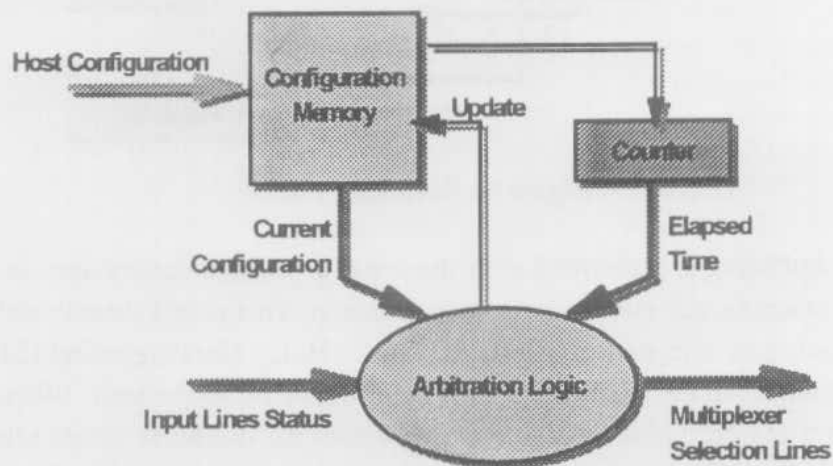 Host Configuration
Configuration
Memory
Update
Counter
Current
Configuration
Elapsed
Time
Arbitration Logic
Input Lines Status
Multiplexer
Selection Lines